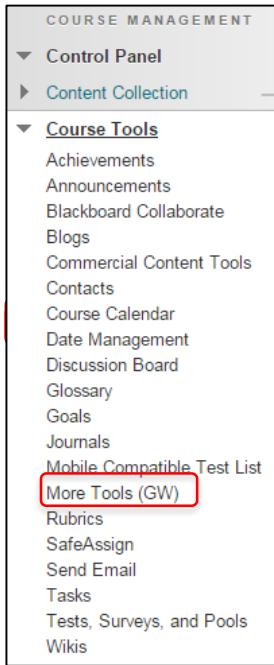 COURSE MANAGEMENT
Control Panel
Content Collection
Course Tools
Achievements
Announcements
Blackboard Collaborate
Blogs
Commercial Content Tools
Contacts
Course Calendar
Date Management
Discussion Board
Glossary
Goals
Journals
Mobile Compatible Test List
More Tools (GW)
Rubrics
SafeAssign
Send Email
Tasks
Tests, Surveys, and Pools
Wikis